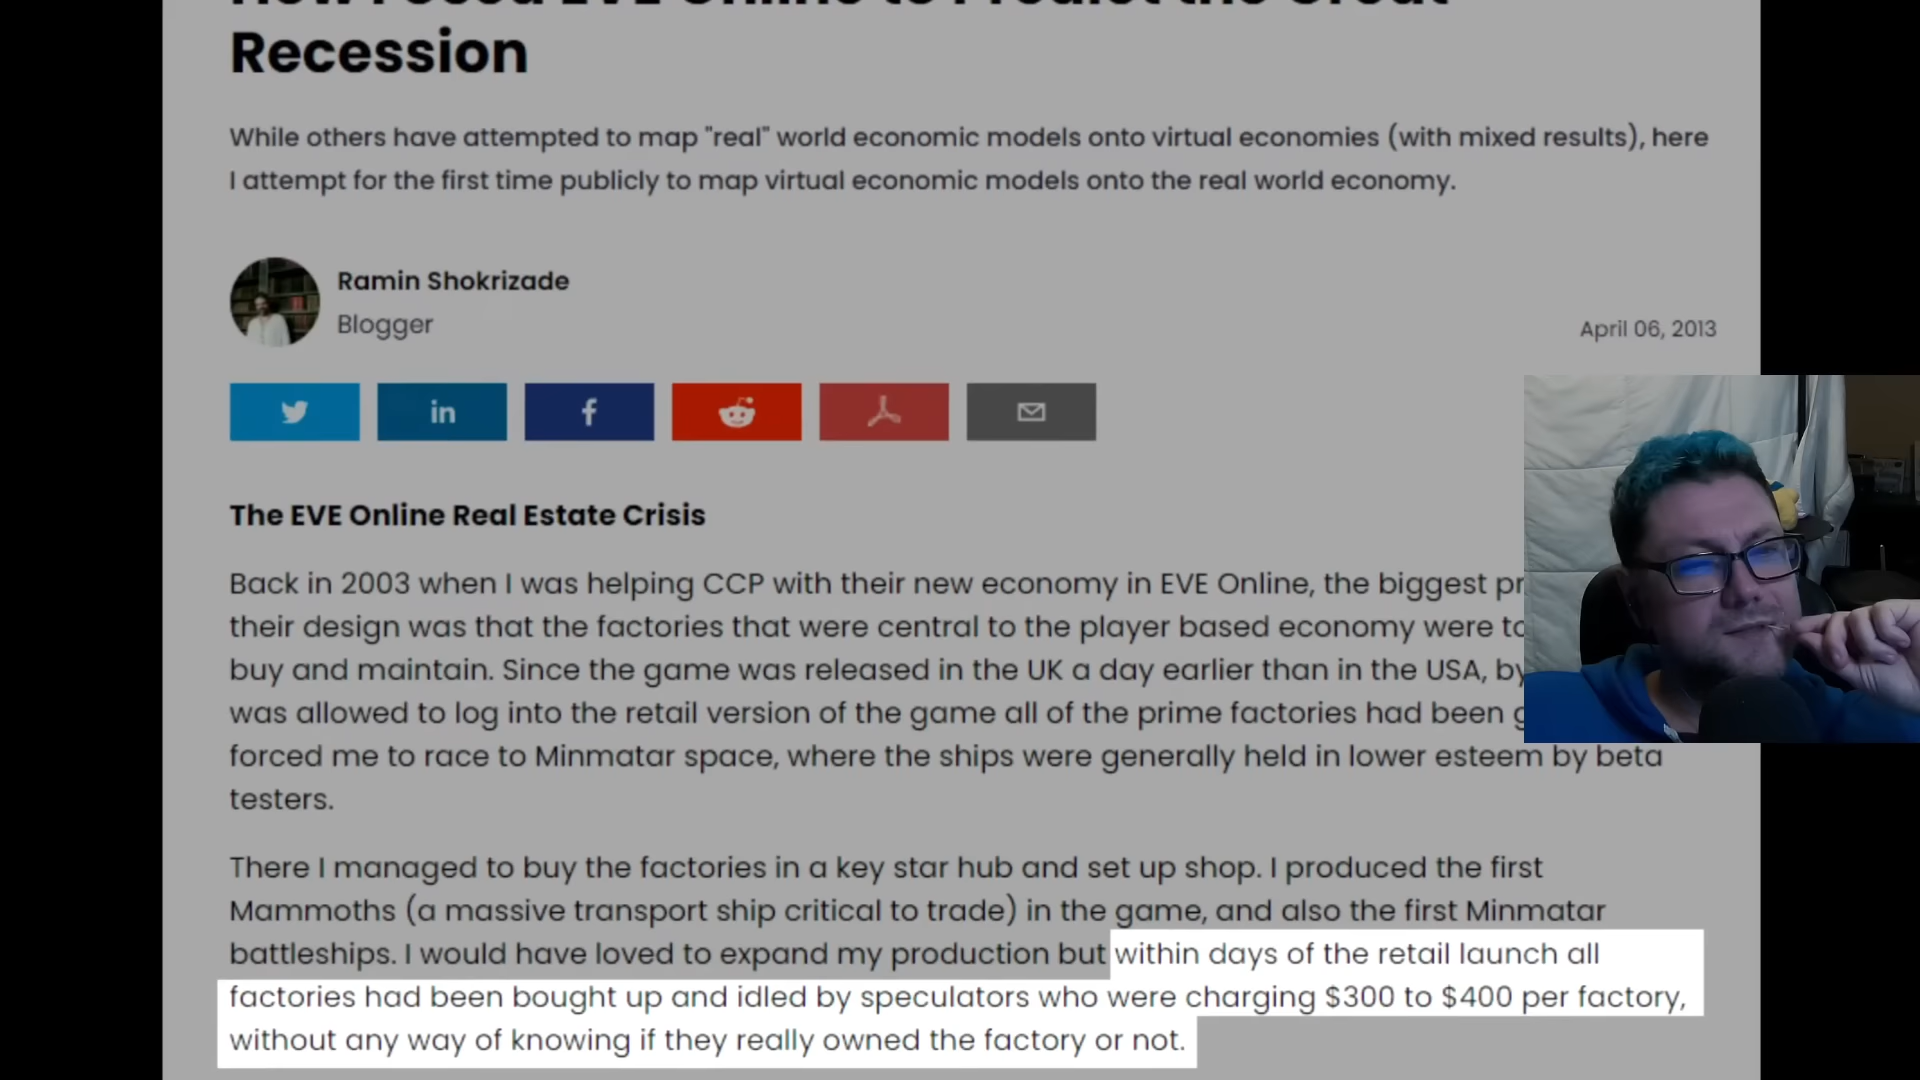 How I Used EVE Online to Predict the Great
Recession
While others have attempted to map "real" world economic models onto virtual economies (with mixed results), here
I attempt for the first time publicly to map virtual economic models onto the real world economy.
Ramin Shokrizade
Blogger
April 06, 2013
in
f
The EVE Online Real Estate Crisis
Back in 2003 when I was helping CCP with their new economy in EVE Online, the biggest pr
their design was that the factories that were central to the player based economy were to
buy and maintain. Since the game was released in the UK a day earlier than in the USA, by
was allowed to log into the retail version of the game all of the prime factories had been g
forced me to race to Minmatar space, where the ships were generally held in lower esteem by beta
testers.
There I managed to buy the factories in a key star hub and set up shop. I produced the first
Mammoths (a massive transport ship critical to trade) in the game, and also the first Minmatar
battleships. I would have loved to expand my production but within days of the retail launch all
factories had been bought up and idled by speculators who were charging $300 to $400 per factory,
without any way of knowing if they really owned the factory or not.